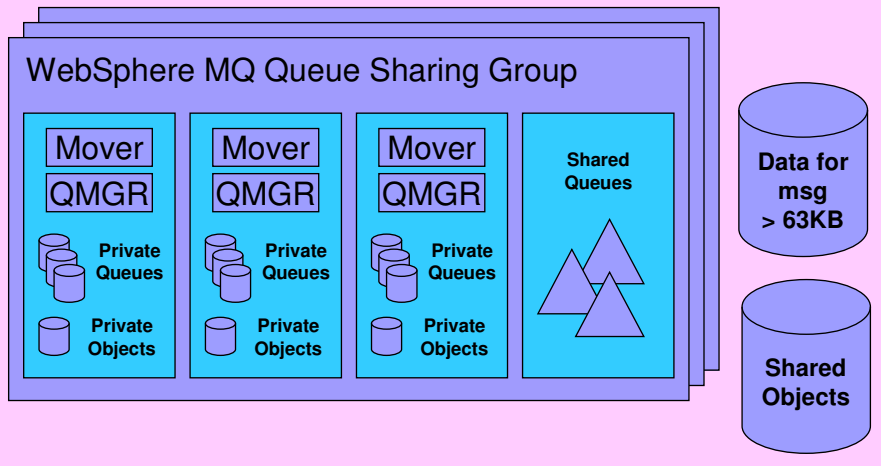 WebSphere MQ Queue Sharing Group
Mover
QMGR
Private
Queues
Private
Objects
Mover
QMGR
Private
Queues
Private
Objects
Mover
QMGR
Private
Queues
Private
Objects
Shared
Queues
Data for
msg
> 63KB
Shared
Objects